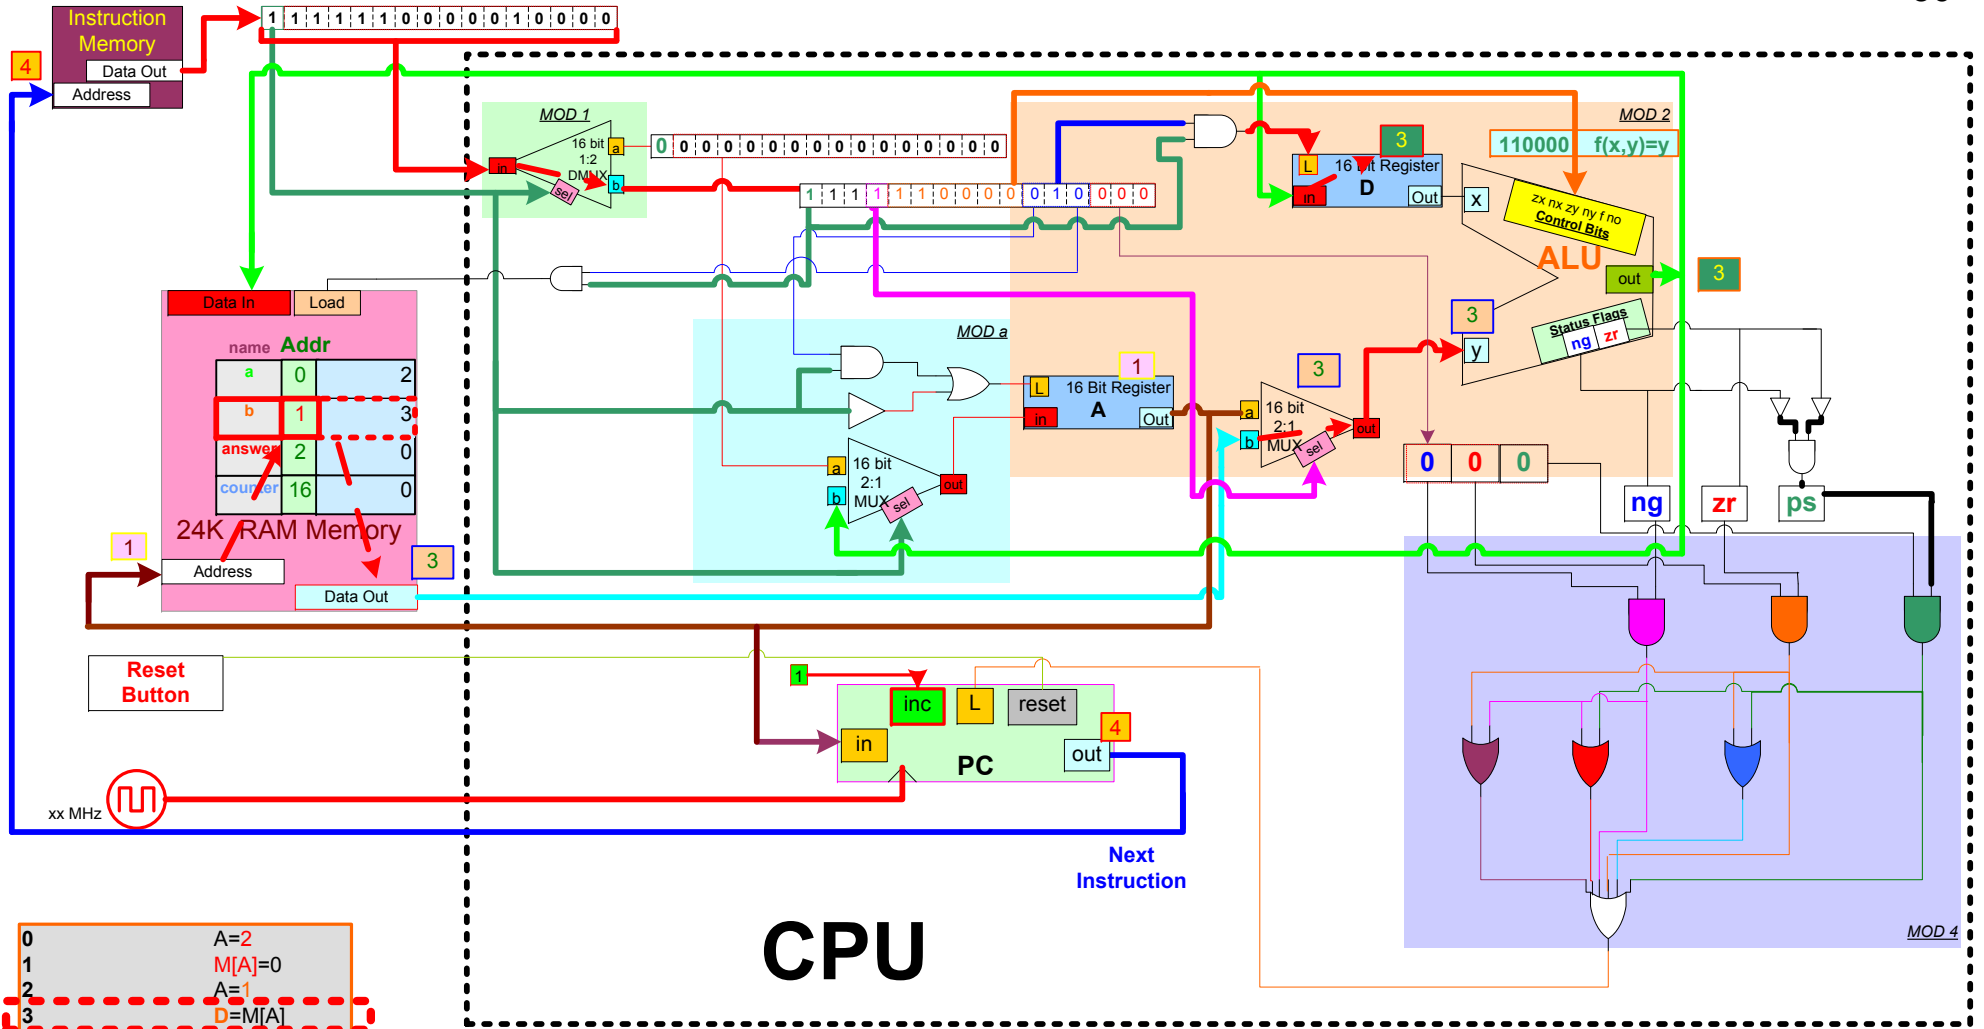 Instruction
Memory
Data Out
Address
4
1 1 1 1 1 1 0 0 0 0 0 1 0 0 0 0
MOD 1
16 bit
1:2
DMUX
in
sel
a
b
0 0 0 0 0 0 0 0 0 0 0 0 0 0 0 0
1 1 1 1 1 1 0 0 0 0 0 1 0 0 0 0
MOD 2
3
L
16 Bit Register
D
in
Out
110000 f(x,y)=y
x
zx nx zy ny f no
Control Bits
ALU
out
3
3
y
Status Flags
ng zr
Data In
Load
name Addr
a 0 2
b 1 3
answer 2 0
counter 16 0
24K RAM Memory
1
Address
3
Data Out
MOD a
a
b
16 bit
2:1
MUX
sel
out
1
L
16 Bit Register
A
in
Out
3
a
b
16 bit
2:1
MUX
sel
out
0 0 0
ng
zr
ps
Reset
Button
1
inc
L
reset
4
in
out
PC
xx MHz
Next
Instruction
CPU
MOD 4
0 A=2
1 M[A]=0
2 A=1
3 D=M[A]